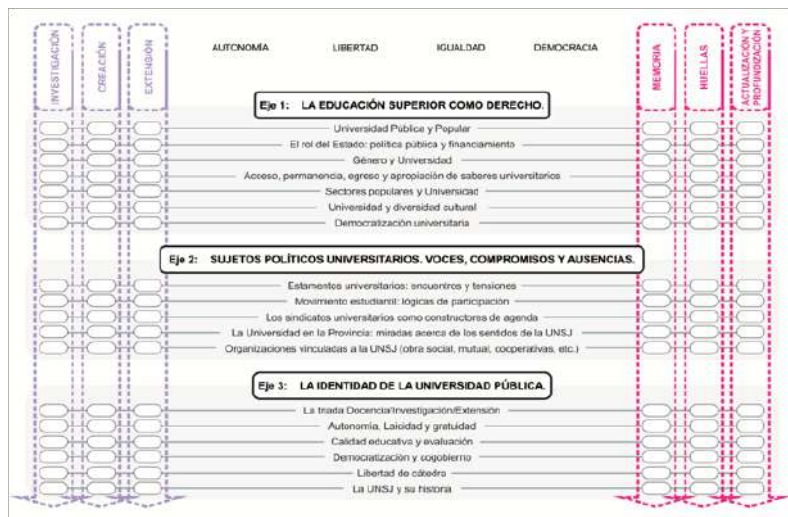 INVESTIGACIÓN
CREACIÓN
EXTENSIÓN
AUTONOMÍA LIBERTAD IGUALDAD DEMOCRACIA
MEMORIA
HUELLAS
ACTUALIZACIÓN Y PROFUNDIZACIÓN
Eje 1: LA EDUCACIÓN SUPERIOR COMO DERECHO.
Universidad Pública y Popular
El rol del Estado: política pública y financiamiento
Género y Universidad
Acceso, permanencia, egreso y apropiación de saberes universitarios
Sectores populares y Universidad
Universidad y diversidad cultural
Democratización universitaria
Eje 2: SUJETOS POLÍTICOS UNIVERSITARIOS. VOCES, COMPROMISOS Y AUSENCIAS.
Estamentos universitarios: encuentros y tensiones
Movimiento estudiantil: lógicas de participación
Los sindicatos universitarios como constructores de agenda
La Universidad en la Provincia: miradas acerca de los sentidos de la UNSJ
Organizaciones vinculadas a la UNSJ (obra social, mutual, cooperativas, etc.)
Eje 3: LA IDENTIDAD DE LA UNIVERSIDAD PÚBLICA.
La triada Docencia/Investigación/Extensión
Autonomía, Laicidad y gratuidad
Calidad educativa y evaluación
Democratización y cogobierno
Libertad de cátedra
La UNSJ y su historia